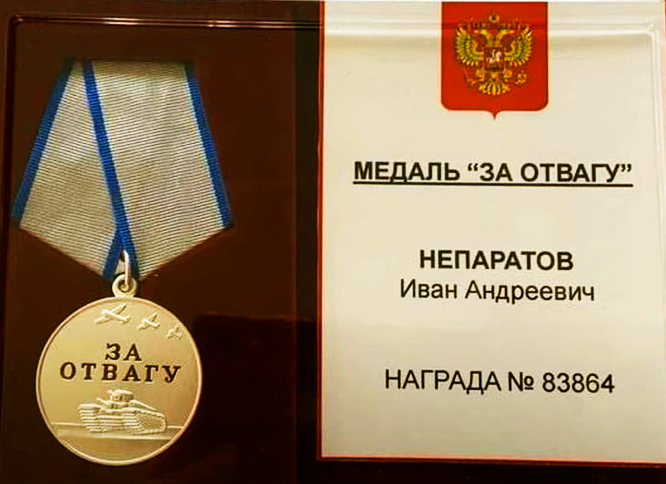 ЗА
ОТВАГУ
МЕДАЛЬ “ЗА ОТВАГУ”
НЕПАРАТОВ
Иван Андреевич
НАГРАДА № 83864